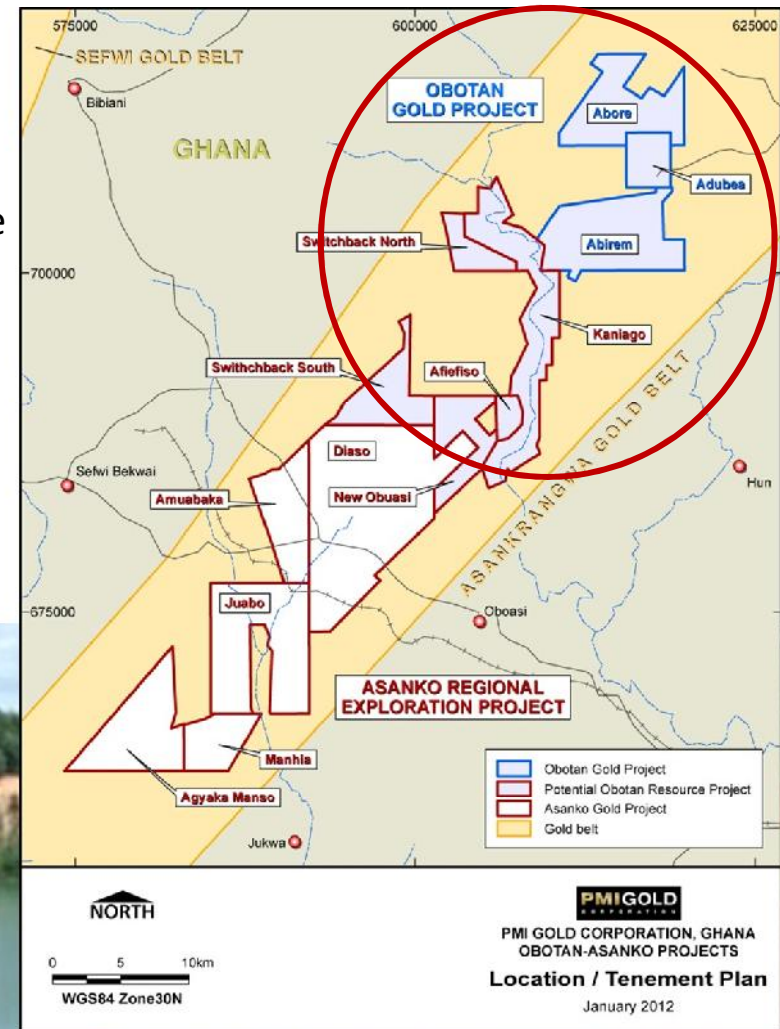 575000
600000
625000
SEFWI GOLD BELT
Bibiani
OBOTAN
GOLD PROJECT
Abore
GHANA
Adubea
e
Switchback North
Abirem
700000
Kaniago
Swithchback South
Afiefiso
ASANKRANGWA GOLD BELT
Diaso
Sefwi Bekwai
Hun
Amuabaka
New Obuasi
675000
Juabo
Oboasi
ASANKO REGIONAL
EXPLORATION PROJECT
Manhia
Agyaka Manso
Jukwa
Obotan Gold Project
Potential Obotan Resource Project
Asanko Gold Project
Gold belt
NORTH
0 5 10km
WGS84 Zone30N
PMIGOLD
CORPORATION
PMI GOLD CORPORATION, GHANA
OBOTAN-ASANKO PROJECTS
Location / Tenement Plan
January 2012